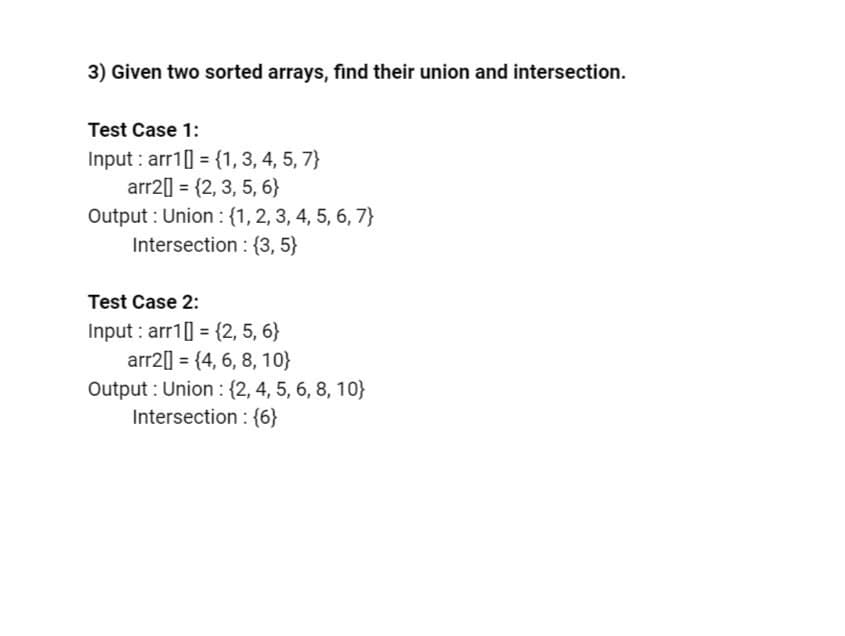 3) Given two sorted arrays, find their union and intersection.
Test Case 1:
Input : arr1[] = {1, 3, 4, 5, 7}
arr2[] = {2, 3, 5, 6}
Output : Union : {1, 2, 3, 4, 5, 6, 7}
Intersection : {3, 5}
Test Case 2:
Input : arr1[] = {2, 5, 6}
arr2[] = {4, 6, 8, 10}
Output : Union : {2, 4, 5, 6, 8, 10}
Intersection : {6}